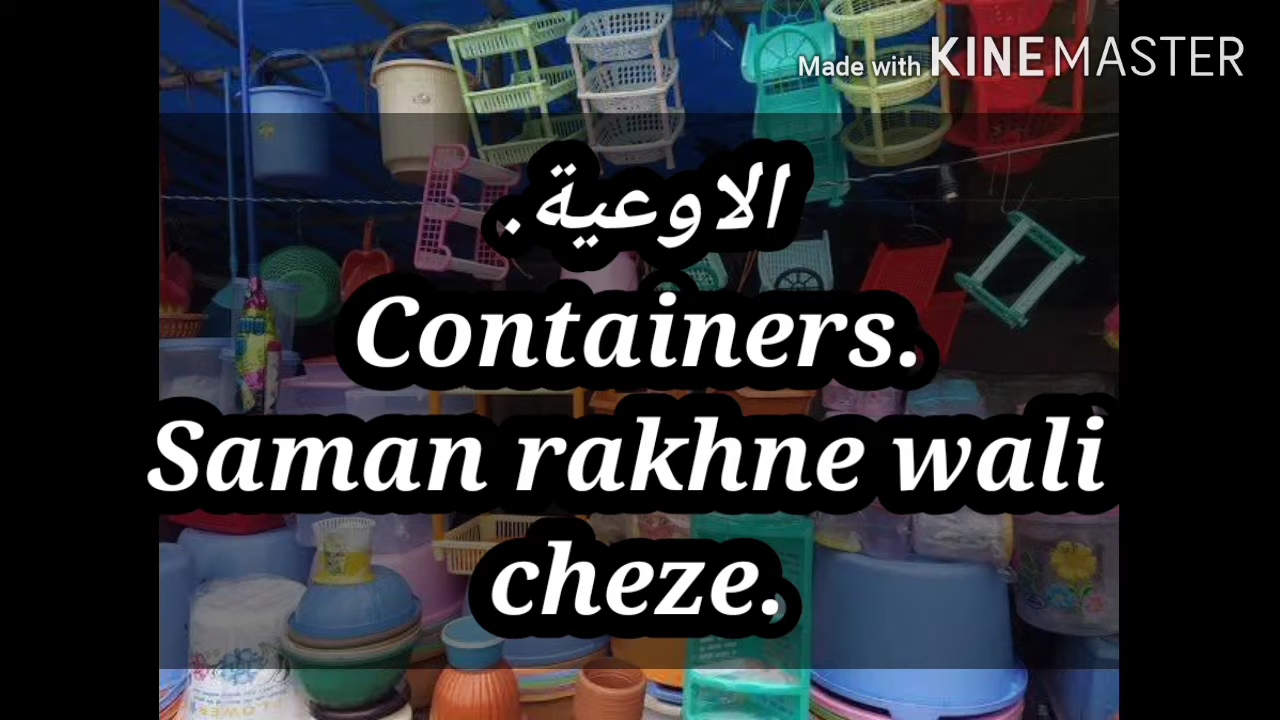 Made with KINEMASTER
الاوعية.
Containers.
Saman rakhne wali
cheze.